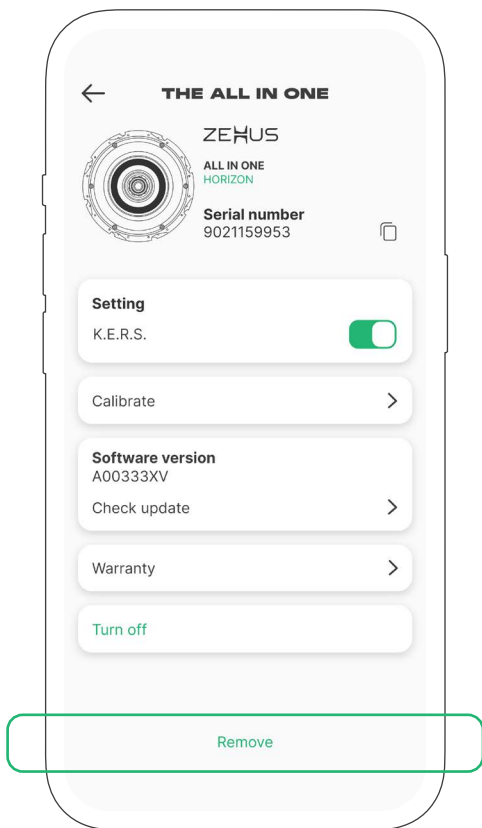 THE ALL IN ONE
ZEHUS
ALL IN ONE
HORIZON
Serial number
9021159953
Setting
K.E.R.S.
Calibrate
Software version
A00333XV
Check update
Warranty
Turn off
Remove